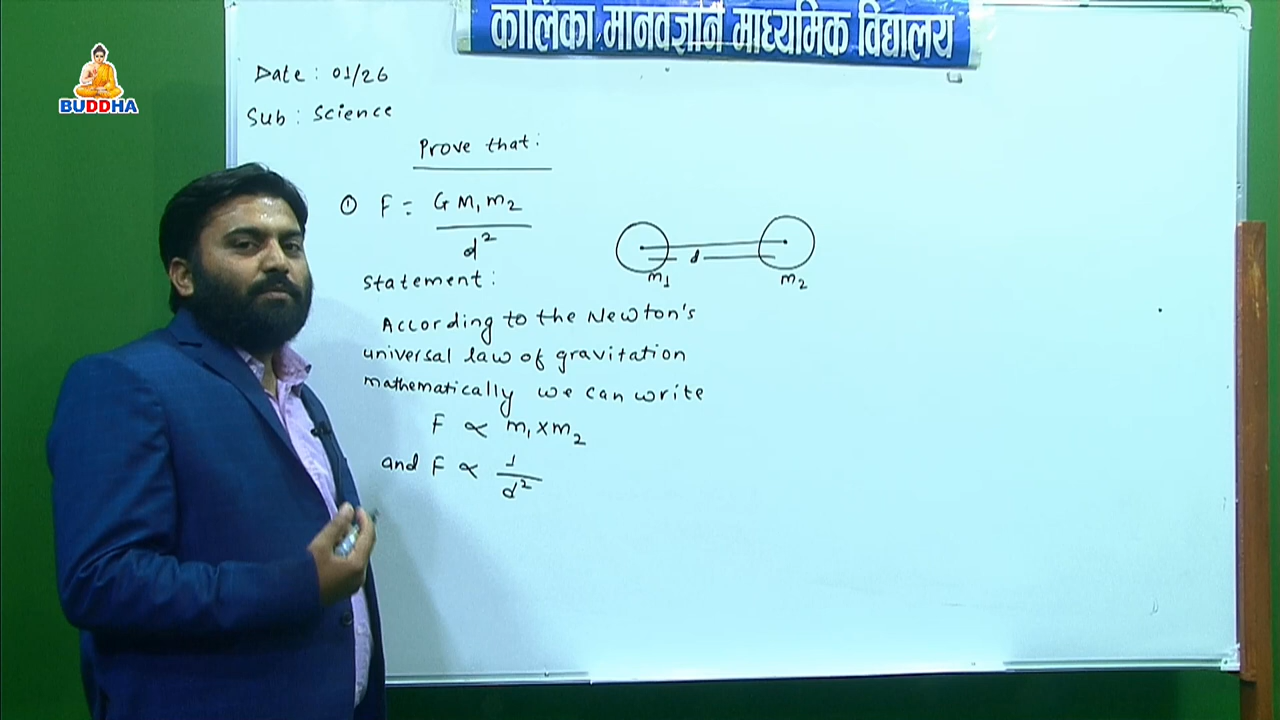 कालिका मानवज्ञान माध्यमिक विद्यालय
BUDDHA
Date: 01/26
Sub: Science
Prove that:
① F = G M₁ m₂ / d²
d
m₁ m₂
Statement:
According to the Newton's
universal law of gravitation
mathematically we can write
F ∝ m₁ x m₂
and F ∝ 1 / d²